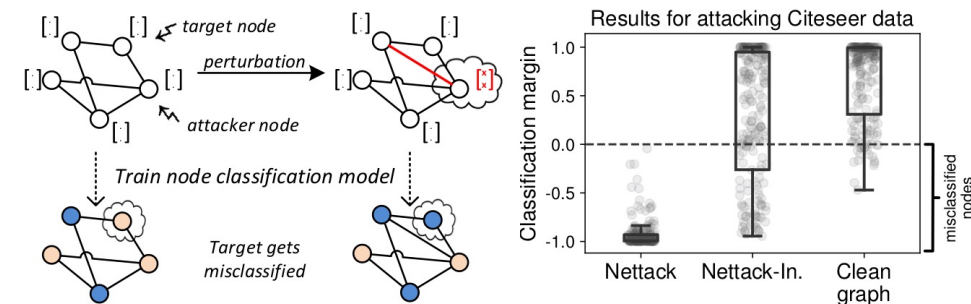 target node
perturbation
attacker node
Train node classification model
Target gets
misclassified
Results for attacking Citeseer data
Classification margin
1.0
0.5
0.0
-0.5
-1.0
Nettack
Nettack-In.
Clean
graph
misclassified
nodes